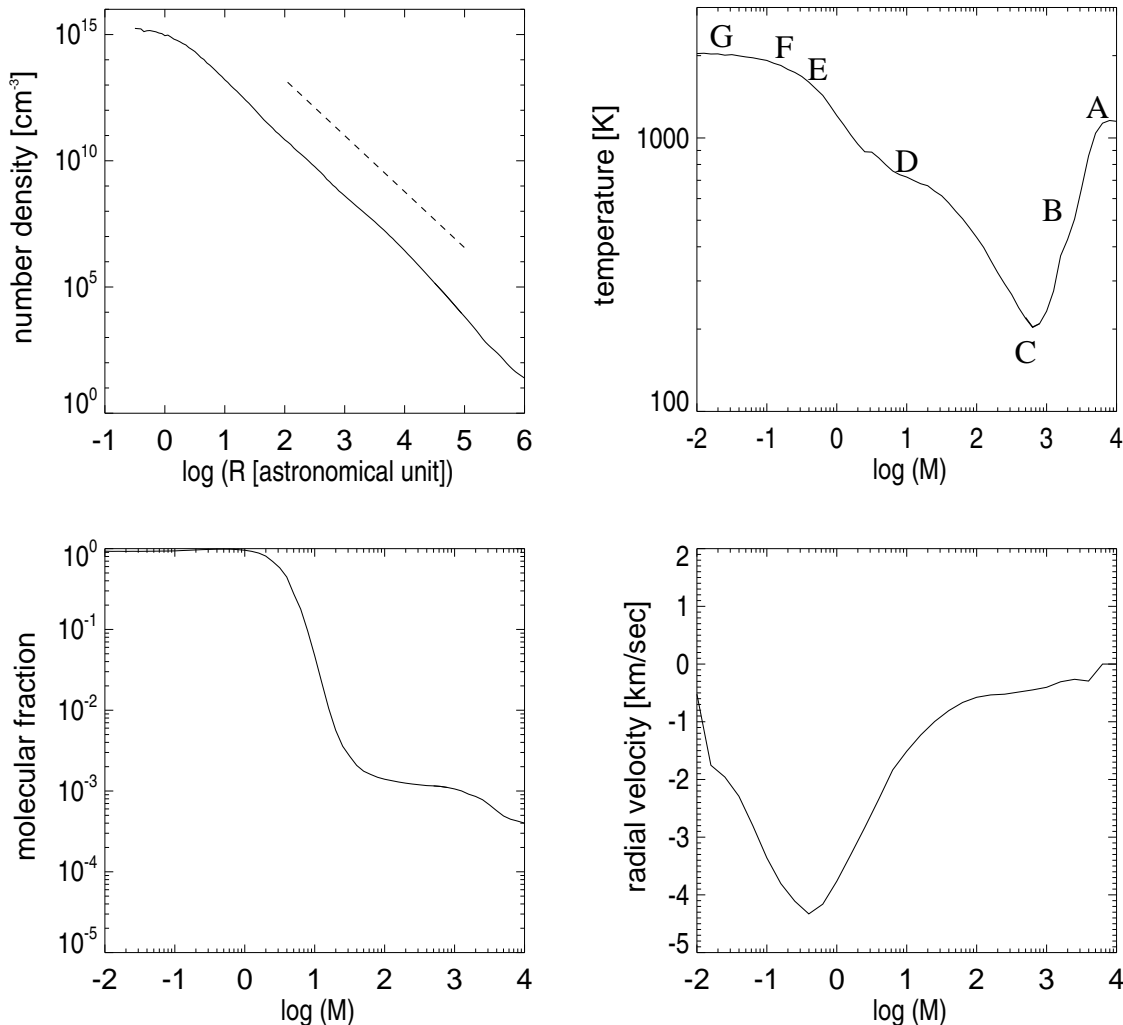 number density [cm-3]
10^15
10^10
10^5
10^0
-1 0 1 2 3 4 5 6
log (R [astronomical unit])
temperature [K]
1000
100
G
F
E
D
C
B
A
-2 -1 0 1 2 3 4
log (M)
molecular fraction
10^0
10^-1
10^-2
10^-3
10^-4
10^-5
-2 -1 0 1 2 3 4
log (M)
radial velocity [km/sec]
2
1
0
-1
-2
-3
-4
-5
-2 -1 0 1 2 3 4
log (M)